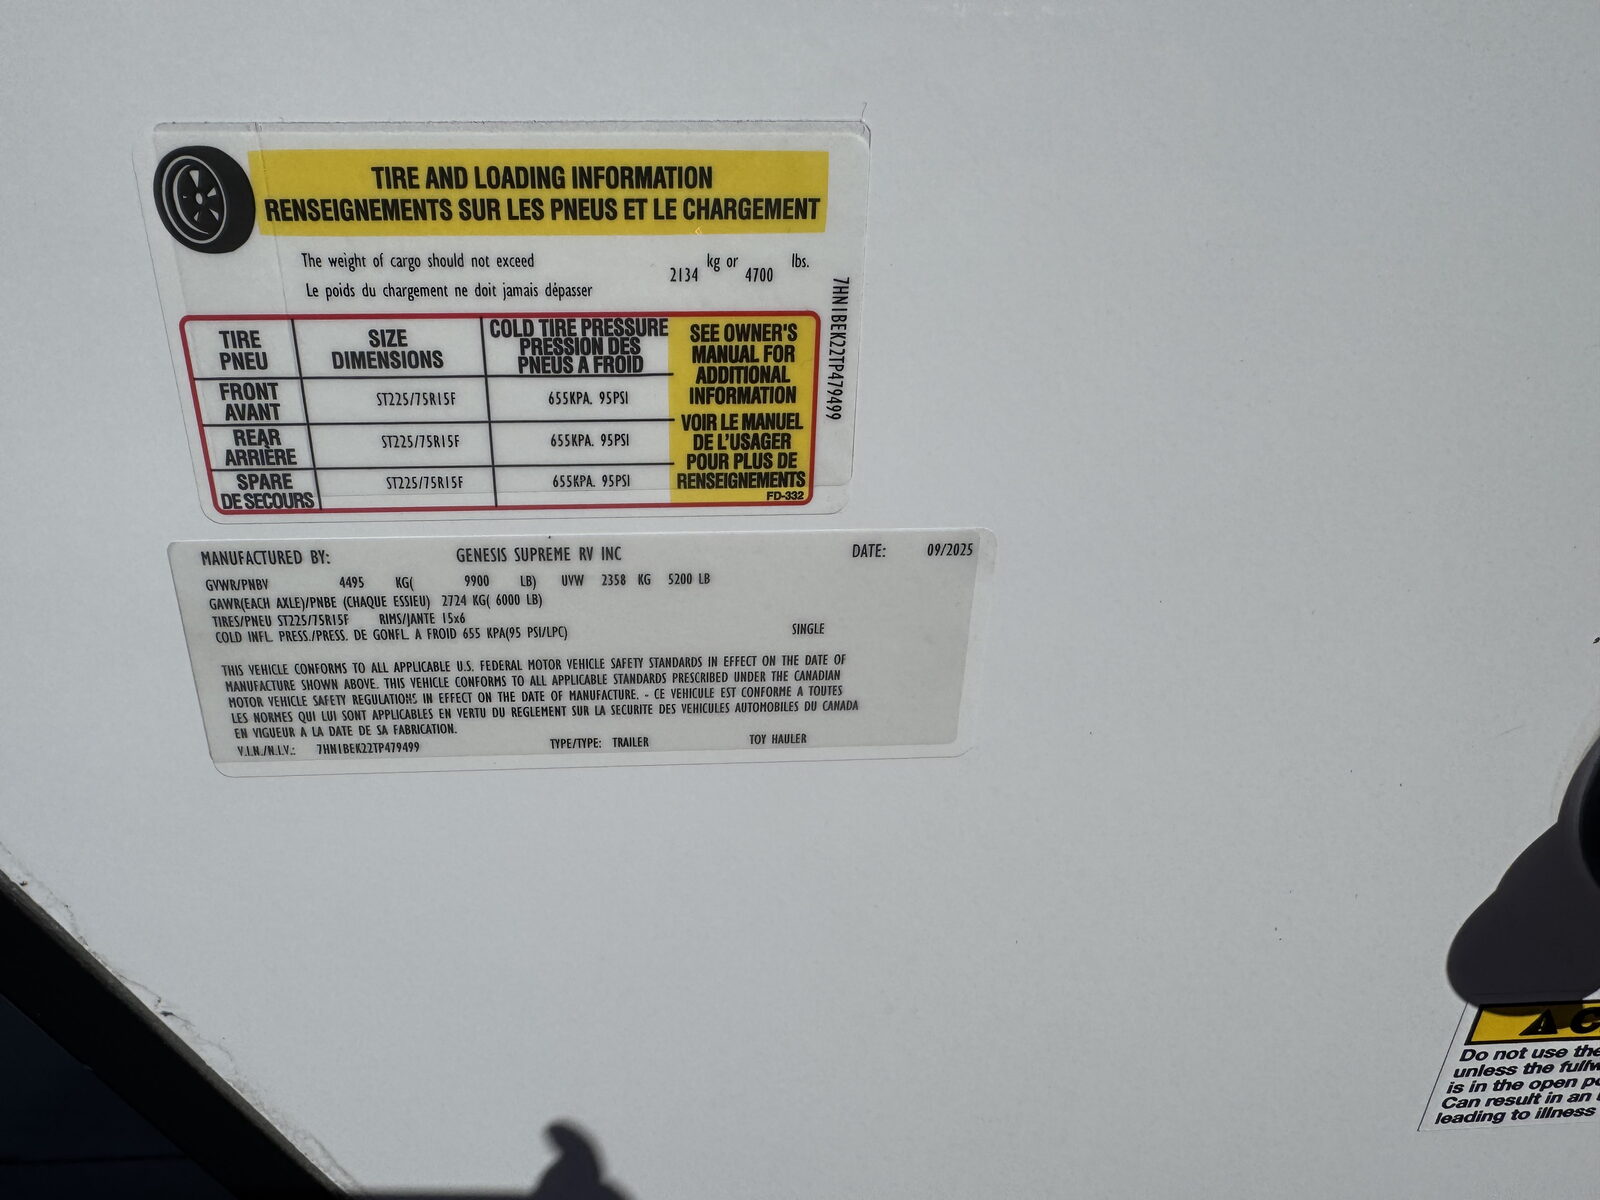 TIRE AND LOADING INFORMATION
RENSEIGNEMENTS SUR LES PNEUS ET LE CHARGEMENT
The weight of cargo should not exceed
Le poids du chargement ne doit jamais dépasser
2134 kg or 4700 lbs.
7HN1BEK22TP479499
TIRE
PNEU
SIZE
DIMENSIONS
COLD TIRE PRESSURE
PRESSION DES
PNEUS A FROID
FRONT
AVANT
ST225/75R15F
655KPA. 95PSI
REAR
ARRIÈRE
ST225/75R15F
655KPA. 95PSI
SPARE
DE SECOURS
ST225/75R15F
655KPA. 95PSI
SEE OWNER'S
MANUAL FOR
ADDITIONAL
INFORMATION
VOIR LE MANUEL
DE L'USAGER
POUR PLUS DE
RENSEIGNEMENTS
FD-332
MANUFACTURED BY: GENESIS SUPREME RV INC DATE: 09/2025
GVWR/PNBV 4495 KG( 9900 LB) UVW 2358 KG 5200 LB
GAWR(EACH AXLE)/PNBE (CHAQUE ESSIEU) 2724 KG( 6000 LB)
TIRES/PNEU ST225/75R15F RIMS/JANTE 15x6
COLD INFL. PRESS./PRESS. DE GONFL. A FROID 655 KPA(95 PSI/LPC) SINGLE
THIS VEHICLE CONFORMS TO ALL APPLICABLE U.S. FEDERAL MOTOR VEHICLE SAFETY STANDARDS IN EFFECT ON THE DATE OF
MANUFACTURE SHOWN ABOVE. THIS VEHICLE CONFORMS TO ALL APPLICABLE STANDARDS PRESCRIBED UNDER THE CANADIAN
MOTOR VEHICLE SAFETY REGULATIONS IN EFFECT ON THE DATE OF MANUFACTURE. - CE VEHICULE EST CONFORME A TOUTES
LES NORMES QUI LUI SONT APPLICABLES EN VERTU DU REGLEMENT SUR LA SECURITE DES VEHICULES AUTOMOBILES DU CANADA
EN VIGUEUR A LA DATE DE SA FABRICATION.
V.I.N./N.I.V.: 7HN1BEK22TP479499 TYPE/TYPE: TRAILER TOY HAULER
Do not use the
unless the
is in the open
Can result in an
leading to illness